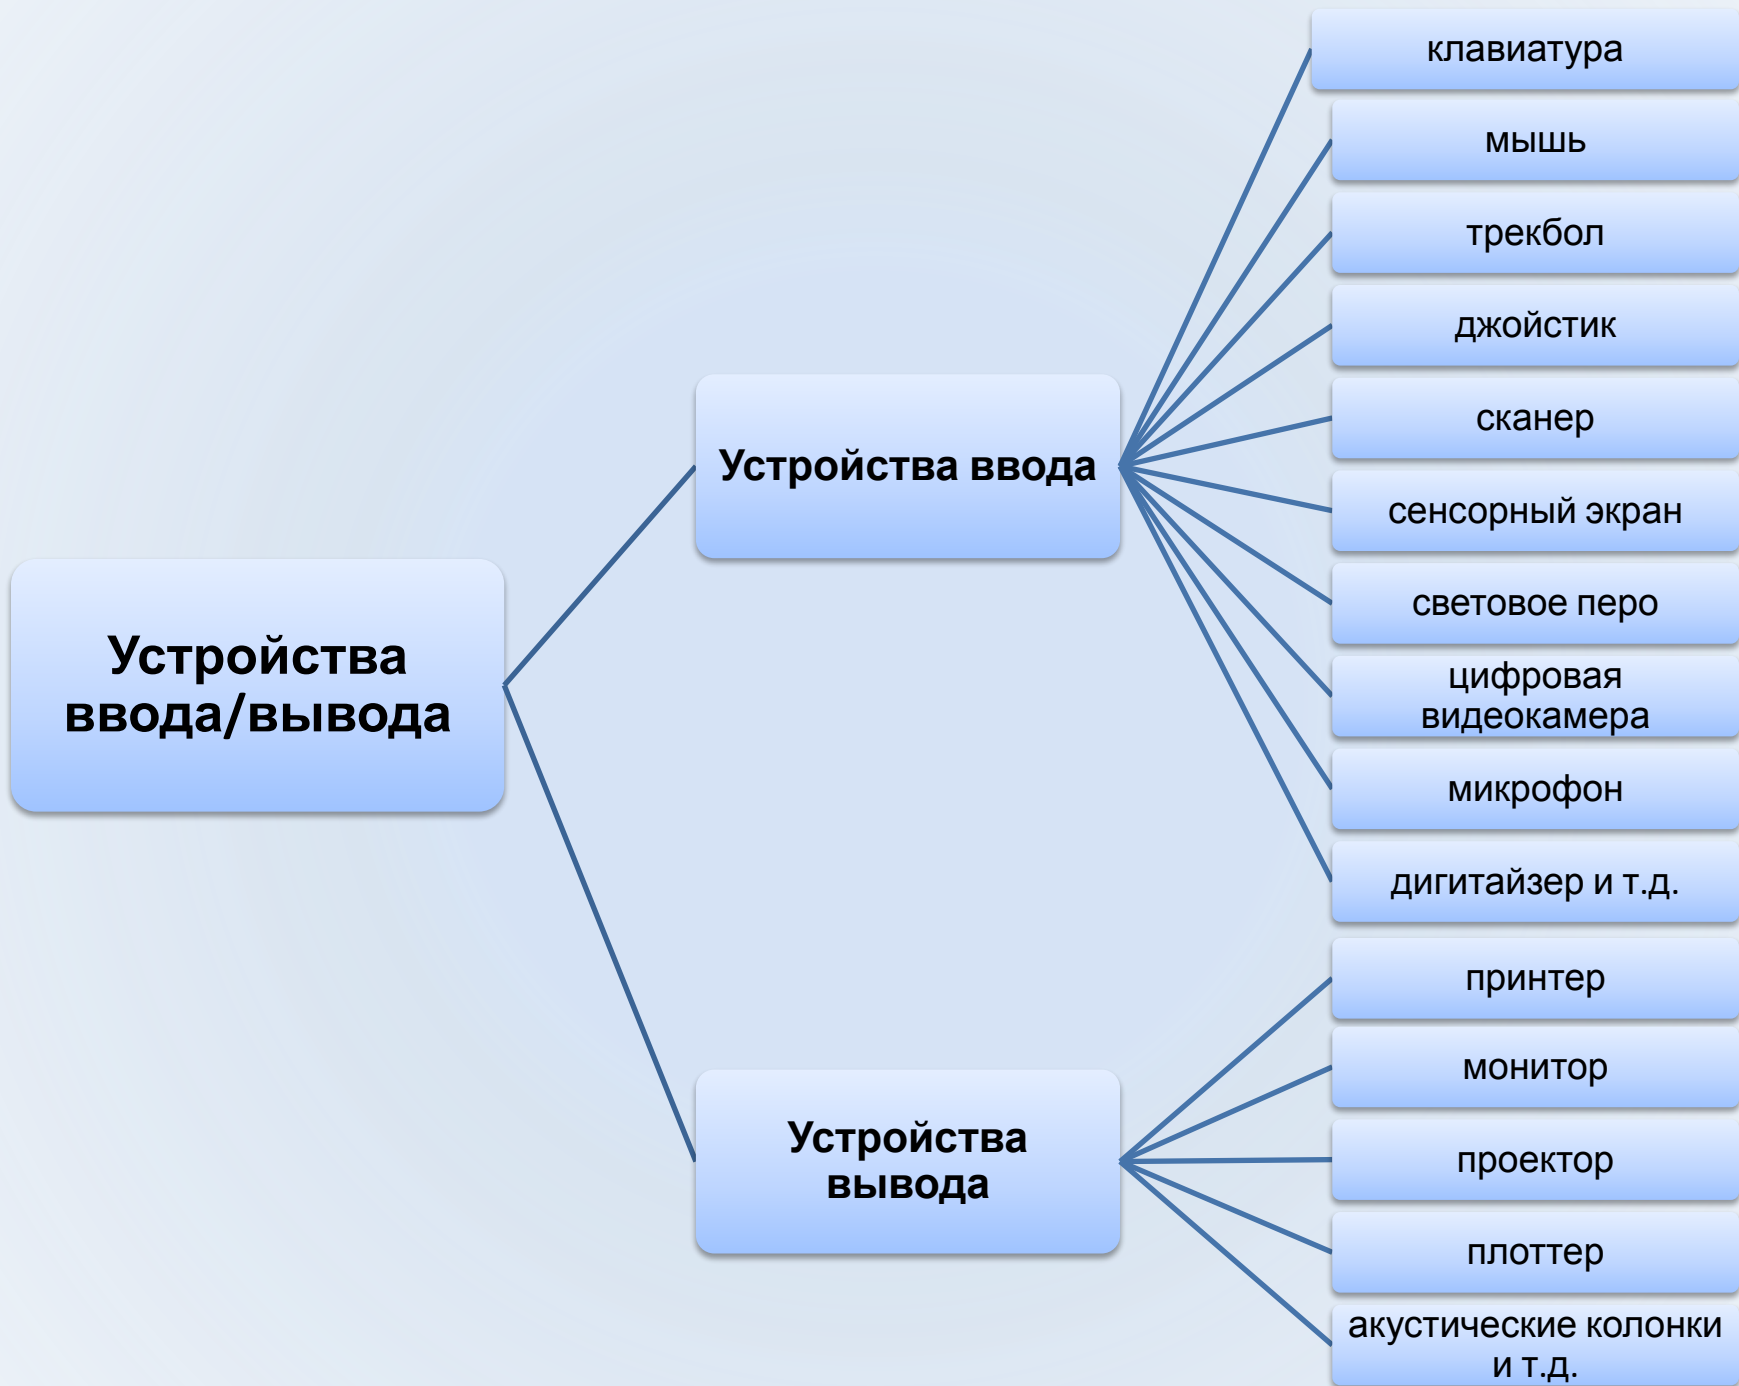 Устройства
ввода/вывода
Устройства ввода
клавиатура
мышь
трекбол
джойстик
сканер
сенсорный экран
световое перо
цифровая
видеокамера
микрофон
дигитайзер и т.д.
Устройства
вывода
принтер
монитор
проектор
плоттер
акустические колонки
и т.д.